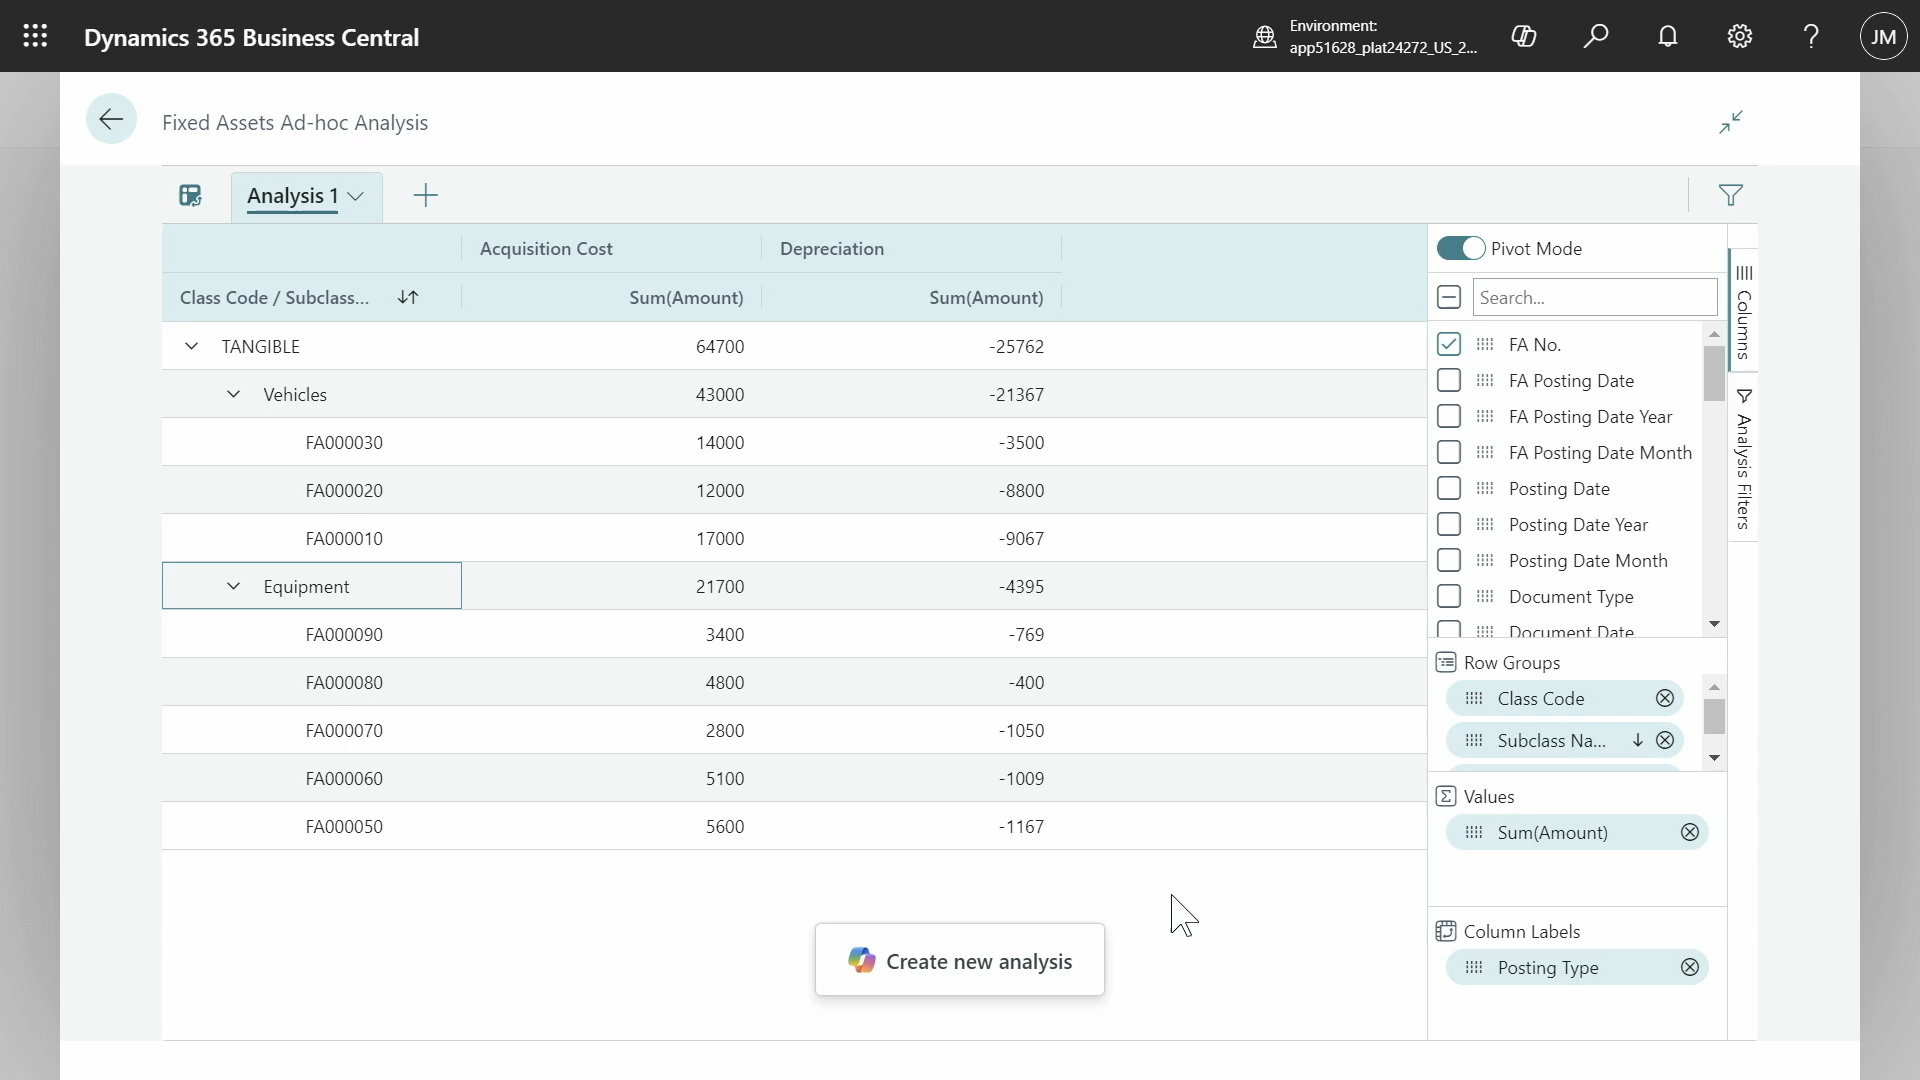 Dynamics 365 Business Central
Environment:
app51628_plat24272_US_2...
JM
Fixed Assets Ad-hoc Analysis
Analysis 1
Acquisition Cost Depreciation
Class Code / Subclass... Sum(Amount) Sum(Amount)
TANGIBLE 64700 -25762
Vehicles 43000 -21367
FA000030 14000 -3500
FA000020 12000 -8800
FA000010 17000 -9067
Equipment 21700 -4395
FA000090 3400 -769
FA000080 4800 -400
FA000070 2800 -1050
FA000060 5100 -1009
FA000050 5600 -1167
Create new analysis
Pivot Mode
Search...
FA No.
FA Posting Date
FA Posting Date Year
FA Posting Date Month
Posting Date
Posting Date Year
Posting Date Month
Document Type
Document Date
Row Groups
Class Code
Subclass Na...
Values
Sum(Amount)
Column Labels
Posting Type
Columns
Analysis Filters